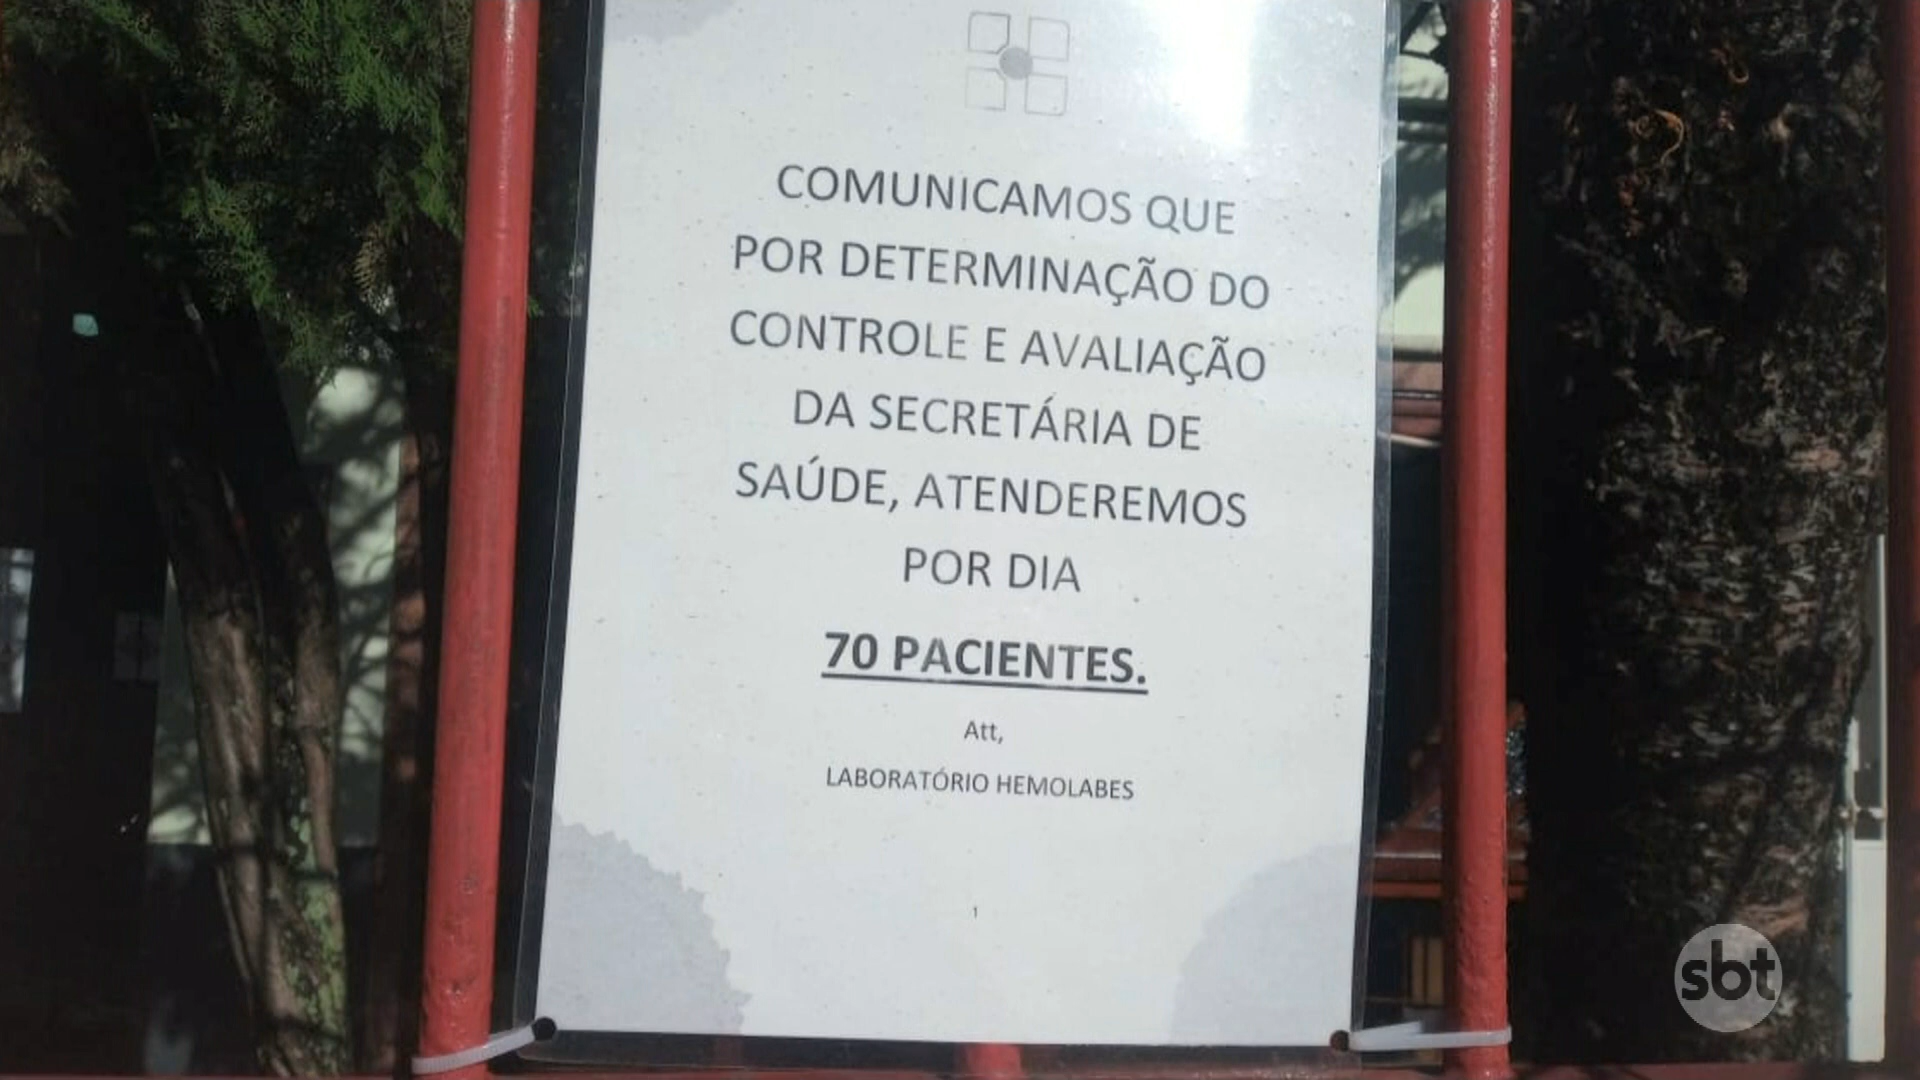 COMUNICAMOS QUE
POR DETERMINAÇÃO DO
CONTROLE E AVALIAÇÃO
DA SECRETÁRIA DE
SAÚDE, ATENDEREMOS
POR DIA
70 PACIENTES.
Att,
LABORATÓRIO HEMOLABES
1
sbt